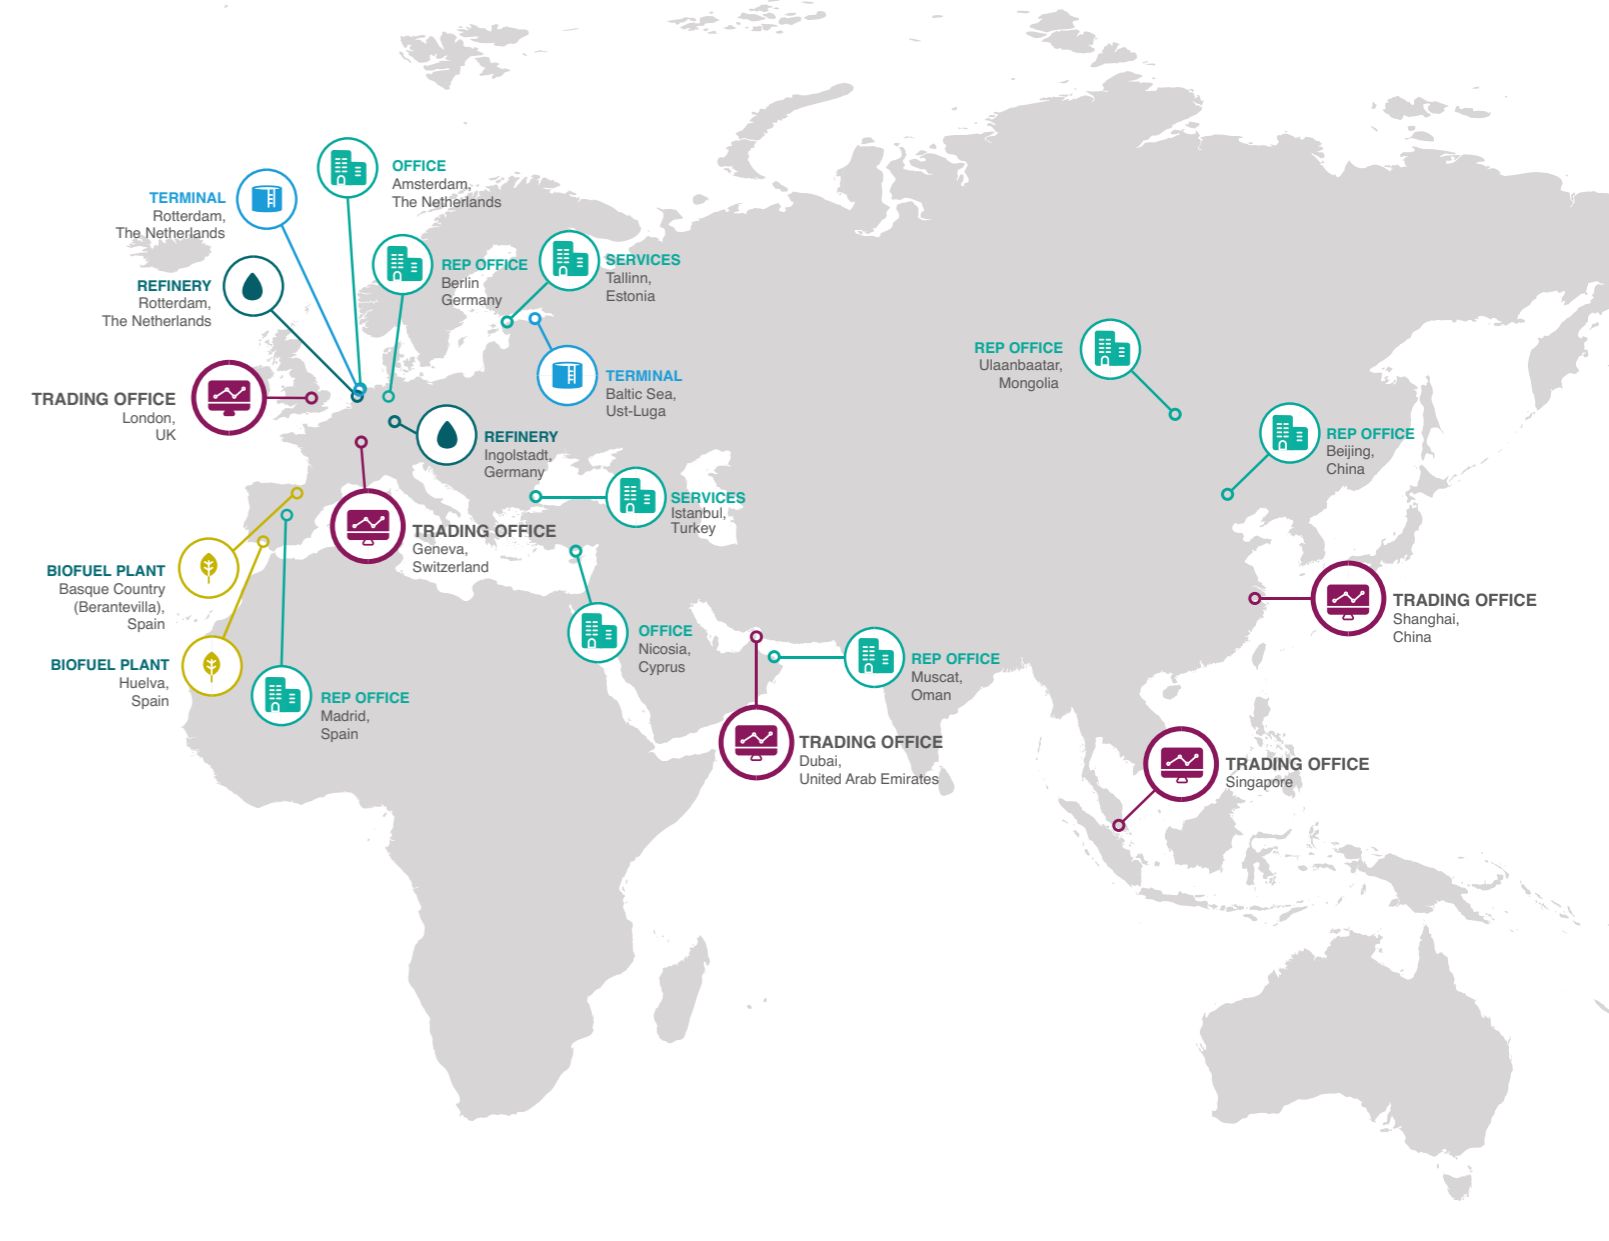 OFFICE
Amsterdam,
The Netherlands
TERMINAL
Rotterdam,
The Netherlands
REP OFFICE
Berlin
Germany
SERVICES
Tallinn,
Estonia
REFINERY
Rotterdam,
The Netherlands
TERMINAL
Baltic Sea,
Ust-Luga
REP OFFICE
Ulaanbaatar,
Mongolia
TRADING OFFICE
London,
UK
REFINERY
Ingolstadt,
Germany
REP OFFICE
Beijing,
China
SERVICES
Istanbul,
Turkey
TRADING OFFICE
Geneva,
Switzerland
BIOFUEL PLANT
Basque Country
(Berantevilla),
Spain
TRADING OFFICE
Shanghai,
China
OFFICE
Nicosia,
Cyprus
BIOFUEL PLANT
Huelva,
Spain
REP OFFICE
Muscat,
Oman
REP OFFICE
Madrid,
Spain
TRADING OFFICE
Dubai,
United Arab Emirates
TRADING OFFICE
Singapore